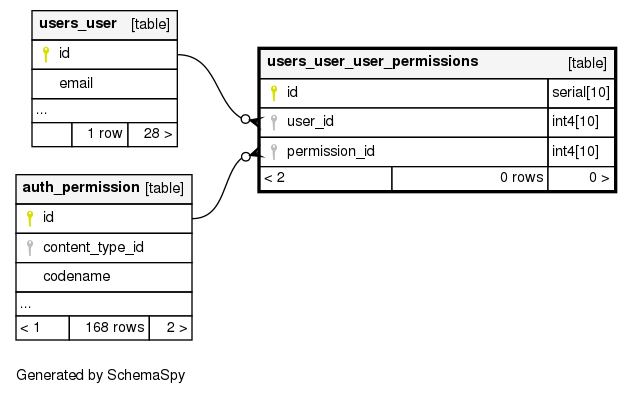 users_user [table]
id
email
...
1 row 28 >
users_user_user_permissions [table]
id serial[10]
user_id int4[10]
permission_id int4[10]
< 2 0 rows 0 >
auth_permission [table]
id
content_type_id
codename
...
< 1 168 rows 2 >
Generated by SchemaSpy